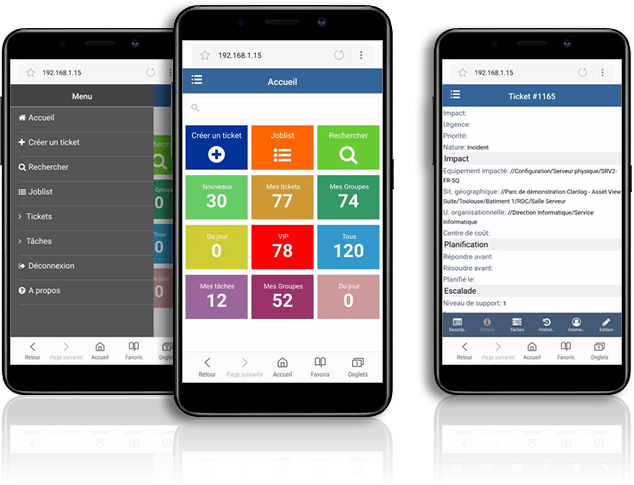 192.168.1.15
Menu
Accueil
Créer un ticket
Rechercher
Joblist
Tickets
Tâches
Déconnexion
A propos
0
0
0
Retour
Page suivante
Accueil
Favoris
Onglets
192.168.1.15
Accueil
Créer un ticket
Joblist
Rechercher
Nouveaux
30
Mes tickets
77
Mes Groupes
74
Du jour
0
VIP
78
Tous
120
Mes tâches
12
Mes Groupes
52
Du jour
0
Retour
Page suivante
Accueil
Favoris
1
Onglets
192.168.1.15
Ticket #1165
Impact:
Urgence:
Priorité:
Nature: Incident
Impact
Equipement impacté: //Configuration/Serveur physique/SRV2-
FR-SQ
Sit. géographique: //Parc de démonstration Clarilog - Asset View
Suite/Toulouse/Batiment 1/RDC/Salle Serveur
U. organisationnelle: //Direction Informatique/Service
Informatique
Centre de coût:
Planification
Répondre avant:
Résoudre avant:
Planifié le:
Escalade
Niveau de support: 1
Descrip..
Détails
Tâches
Histori..
Interve..
Edition
Retour
Page suivante
Accueil
Favoris
1
Onglets